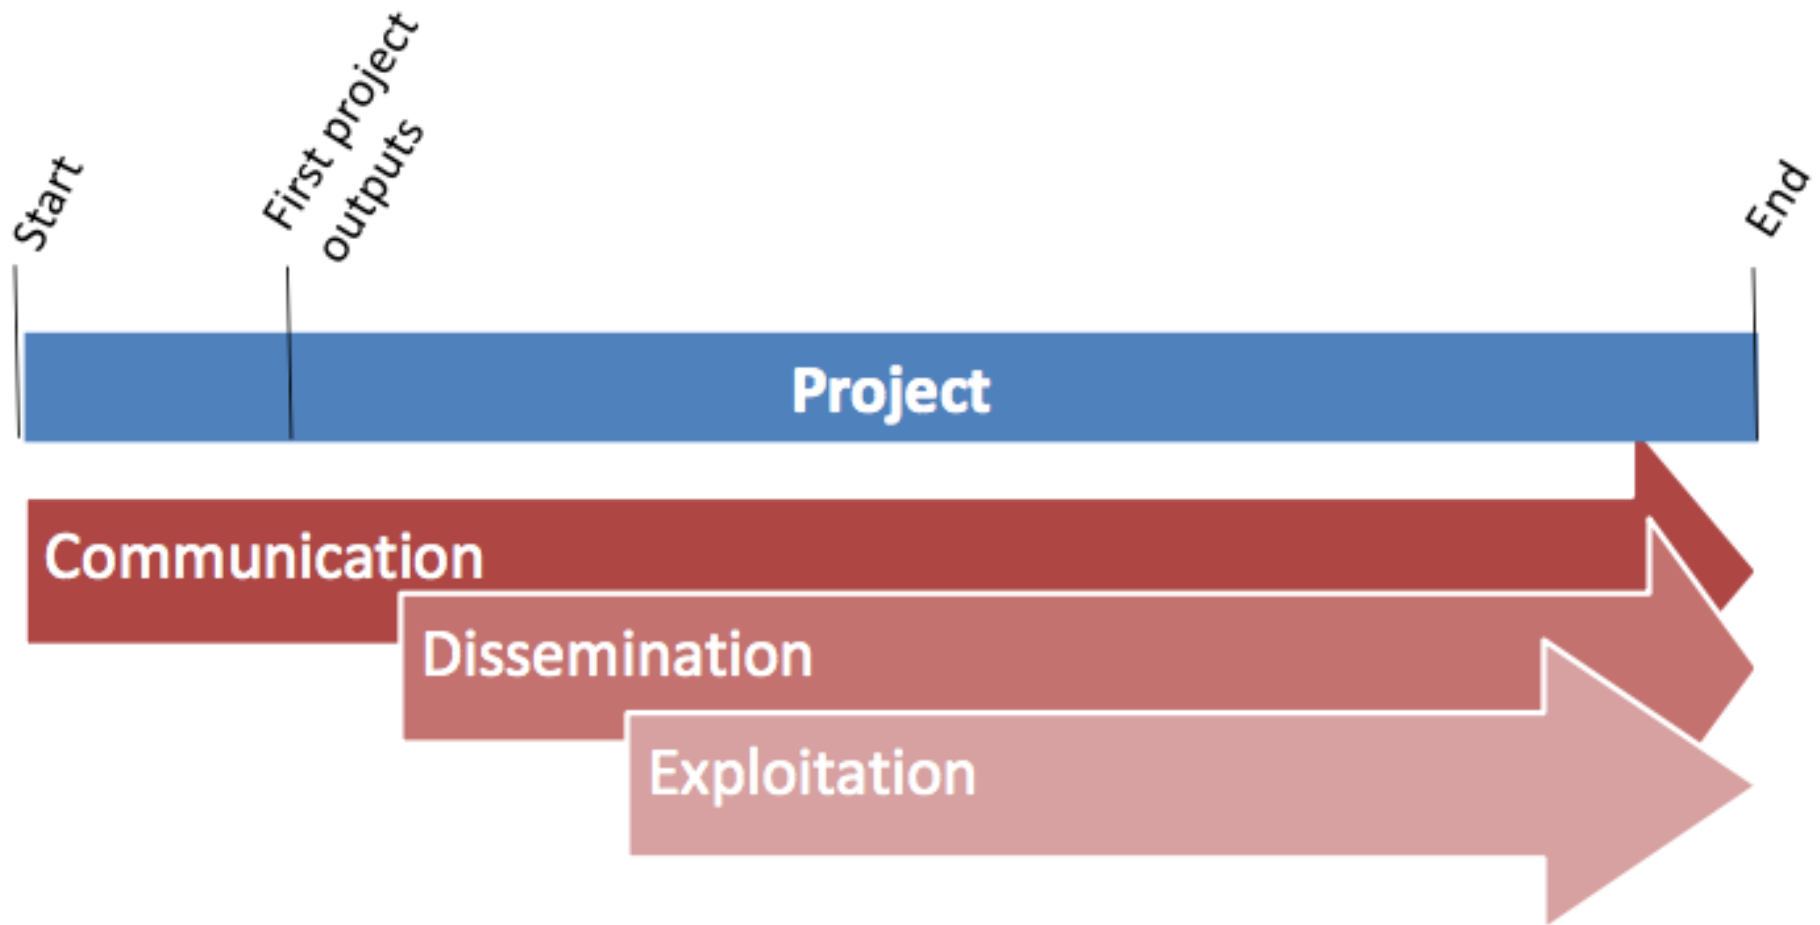 Start
First project
outputs
End
Project
Communication
Dissemination
Exploitation